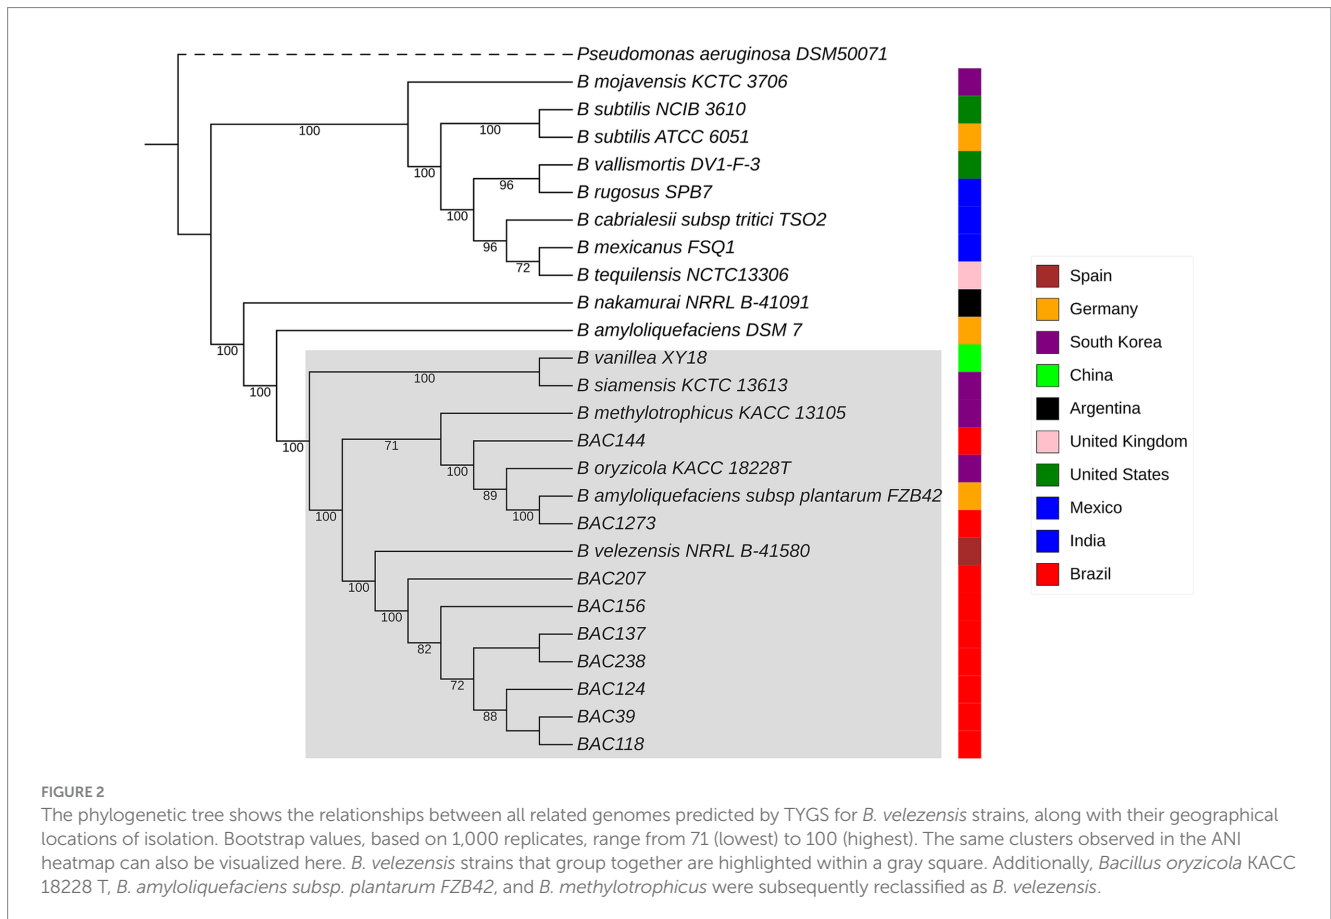 Pseudomonas aeruginosa DSM50071
B mojavensis KCTC 3706
B subtilis NCIB 3610
100
100
B subtilis ATCC 6051
B vallismortis DV1-F-3
100
96
B rugosus SPB7
100
B cabrialesii subsp tritici TSO2
96
B mexicanus FSQ1
72
B tequilensis NCTC13306
B nakamurai NRRL B-41091
B amyloliquefaciens DSM 7
100
B vanillea XY18
100
B siamensis KCTC 13613
100
B methylotrophicus KACC 13105
BAC144
100
71
B oryzicola KACC 18228T
100
B amyloliquefaciens subsp plantarum FZB42
89
100
100
BAC1273
B velezensis NRRL B-41580
BAC207
100
BAC156
100
BAC137
82
BAC238
72
BAC124
88
BAC39
BAC118
Spain
Germany
South Korea
China
Argentina
United Kingdom
United States
Mexico
India
Brazil
FIGURE 2
The phylogenetic tree shows the relationships between all related genomes predicted by TYGS for B. velezensis strains, along with their geographical
locations of isolation. Bootstrap values, based on 1,000 replicates, range from 71 (lowest) to 100 (highest). The same clusters observed in the ANI
heatmap can also be visualized here. B. velezensis strains that group together are highlighted within a gray square. Additionally, Bacillus oryzicola KACC
18228 T, B. amyloliquefaciens subsp. plantarum FZB42, and B. methylotrophicus were subsequently reclassified as B. velezensis.